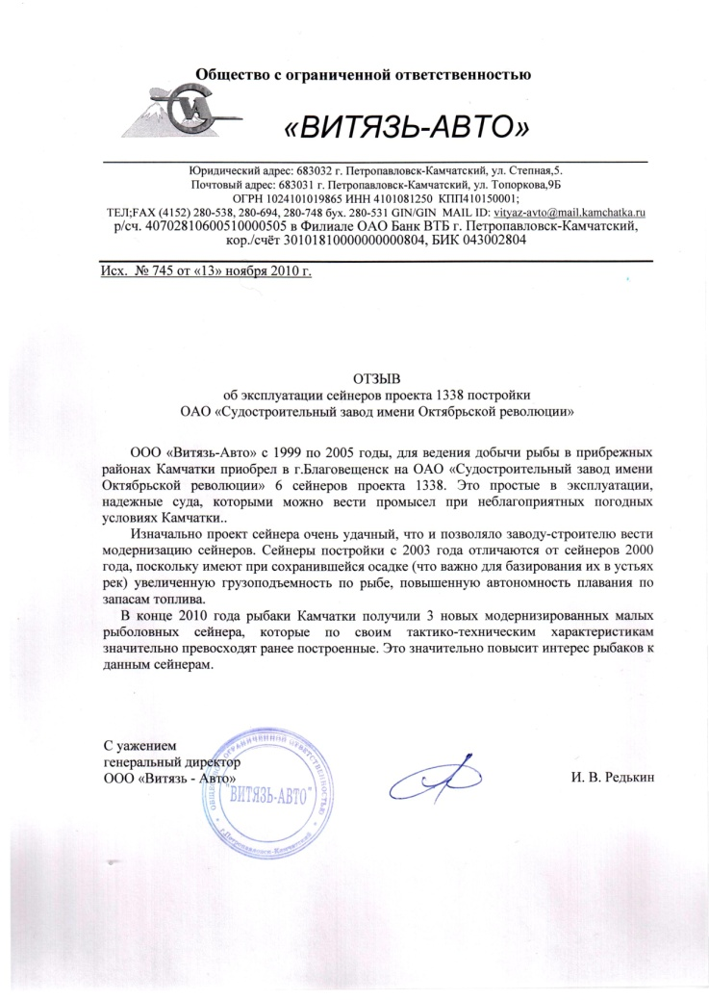 Общество с ограниченной ответственностью
«ВИТЯЗЬ-АВТО»
Юридический адрес: 683032 г. Петропавловск-Камчатский, ул. Степная,5.
Почтовый адрес: 683031 г. Петропавловск-Камчатский, ул. Топоркова,9Б
ОГРН 1024101019865 ИНН 4101081250 КПП410150001;
ТЕЛ;FAX (4152) 280-538, 280-694, 280-748 бух. 280-531 GIN/GIN MAIL ID: vityaz-avto@mail.kamchatka.ru
р/сч. 40702810600510000505 в Филиале ОАО Банк ВТБ г. Петропавловск-Камчатский,
кор./счёт 30101810000000000804, БИК 043002804
Исх. № 745 от «13» ноября 2010 г.
ОТЗЫВ
об эксплуатации сейнеров проекта 1338 постройки
ОАО «Судостроительный завод имени Октябрьской революции»
ООО «Витязь-Авто» с 1999 по 2005 годы, для ведения добычи рыбы в прибрежных
районах Камчатки приобрел в г.Благовещенск на ОАО «Судостроительный завод имени
Октябрьской революции» 6 сейнеров проекта 1338. Это простые в эксплуатации,
надежные суда, которыми можно вести промысел при неблагоприятных погодных
условиях Камчатки..
Изначально проект сейнера очень удачный, что и позволяло заводу-строителю вести
модернизацию сейнеров. Сейнеры постройки с 2003 года отличаются от сейнеров 2000
года, поскольку имеют при сохранившейся осадке (что важно для базирования их в устьях
рек) увеличенную грузоподъемность по рыбе, повышенную автономность плавания по
запасам топлива.
В конце 2010 года рыбаки Камчатки получили 3 новых модернизированных малых
рыболовных сейнера, которые по своим тактико-техническим характеристикам
значительно превосходят ранее построенные. Это значительно повысит интерес рыбаков к
данным сейнерам.
С уажением
генеральный директор
ООО «Витязь - Авто»
И. В. Редькин
ОБЩЕСТВО С ОГРАНИЧЕННОЙ ОТВЕТСТВЕННОСТЬЮ
"ВИТЯЗЬ-АВТО"
г.Петропавловск-Камчатский